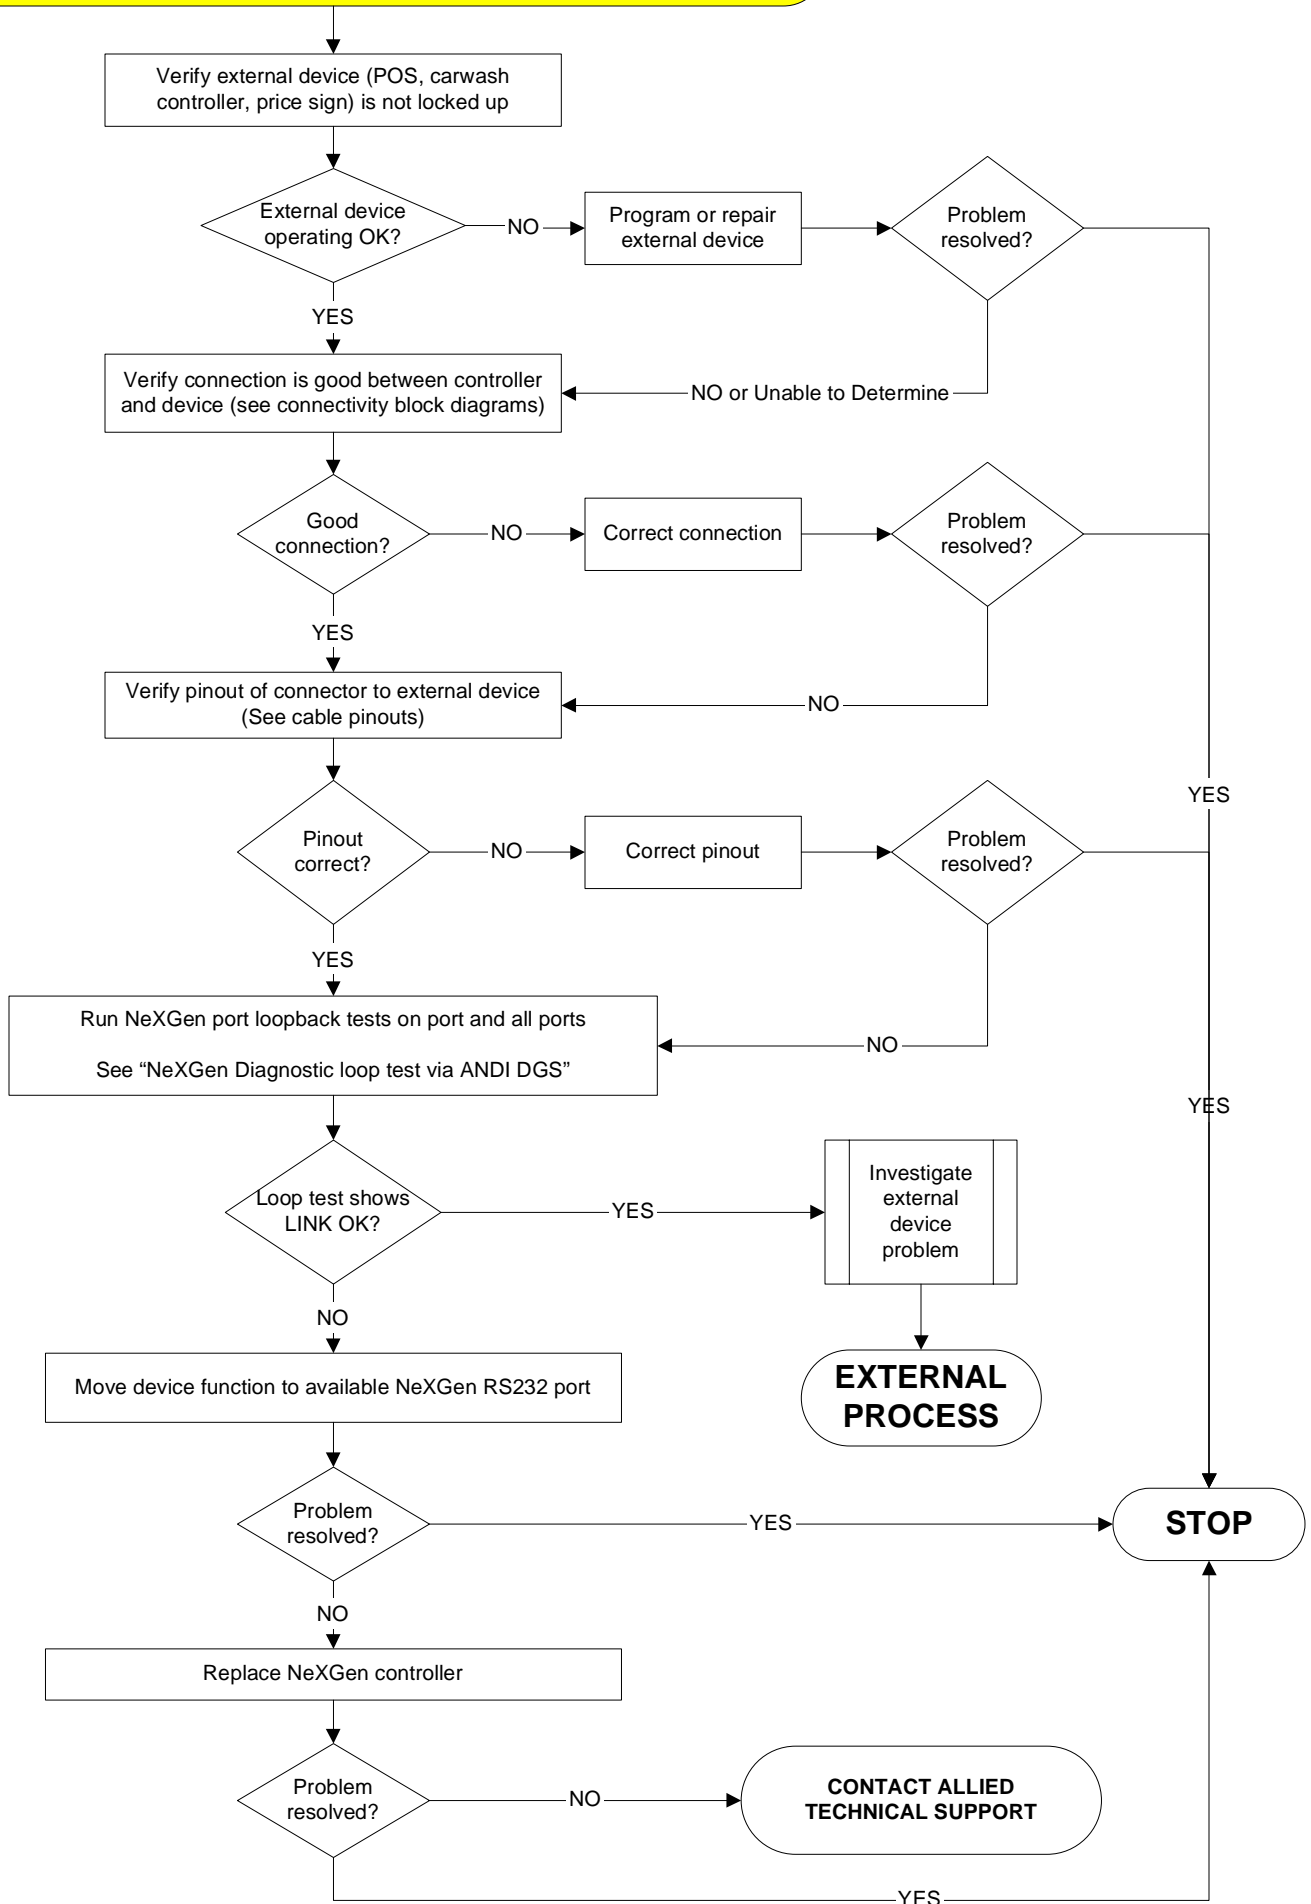 Verify external device (POS, carwash
controller, price sign) is not locked up
External device
operating OK?
NO
Program or repair
external device
Problem
resolved?
YES
Verify connection is good between controller
and device (see connectivity block diagrams)
NO or Unable to Determine
Good
connection?
NO
Correct connection
Problem
resolved?
YES
Verify pinout of connector to external device
(See cable pinouts)
NO
YES
Pinout
correct?
NO
Correct pinout
Problem
resolved?
YES
Run NeXGen port loopback tests on port and all ports
See “NeXGen Diagnostic loop test via ANDI DGS”
NO
YES
Loop test shows
LINK OK?
YES
Investigate
external
device
problem
NO
Move device function to available NeXGen RS232 port
EXTERNAL
PROCESS
Problem
resolved?
YES
STOP
NO
Replace NeXGen controller
Problem
resolved?
NO
CONTACT ALLIED
TECHNICAL SUPPORT
YES